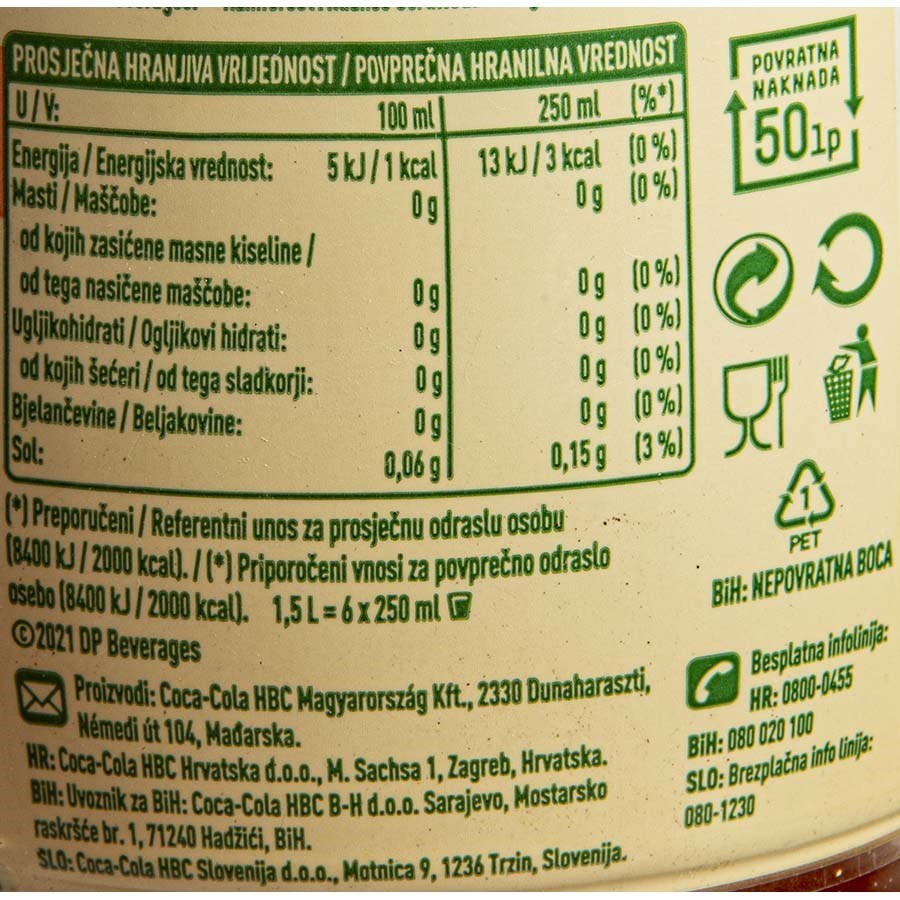 PROSJEČNA HRANJIVA VRIJEDNOST / POVPREČNA HRANILNA VREDNOST
U / V: 100 ml 250 ml (%*)
Energija / Energijska vrednost: 5 kJ / 1 kcal 13 kJ / 3 kcal (0 %)
Masti / Maščobe: 0 g 0 g (0 %)
od kojih zasićene masne kiseline /
od tega nasičene maščobe: 0 g 0 g (0 %)
Ugljikohidrati / Ogljikovi hidrati: 0 g 0 g (0 %)
od kojih šećeri / od tega sladkorji: 0 g 0 g (0 %)
Bjelančevine / Beljakovine: 0 g 0 g (0 %)
Sol: 0,06 g 0,15 g (3 %)
(*) Preporučeni / Referentni unos za prosječnu odraslu osobu
(8400 kJ / 2000 kcal). / (*) Priporočeni vnosi za povprečno odraslo
osebo (8400 kJ / 2000 kcal). 1,5 L = 6 x 250 ml
©2021 DP Beverages
Proizvodi: Coca-Cola HBC Magyarország Kft., 2330 Dunaharaszti,
Némedi út 104, Mađarska.
HR: Coca-Cola HBC Hrvatska d.o.o., M. Sachsa 1, Zagreb, Hrvatska.
BiH: Uvoznik za BiH: Coca-Cola HBC B-H d.o.o. Sarajevo, Mostarsko
raskršće br. 1, 71240 Hadžići, BiH.
SLO: Coca-Cola HBC Slovenija d.o.o., Motnica 9, 1236 Trzin, Slovenija.
POVRATNA
NAKNADA
50lp
1
PET
BiH: NEPOVRATNA BOCA
Besplatna infolinija:
HR: 0800-0455
BiH: 080 020 100
SLO: Brezplačna info linija:
080-1230